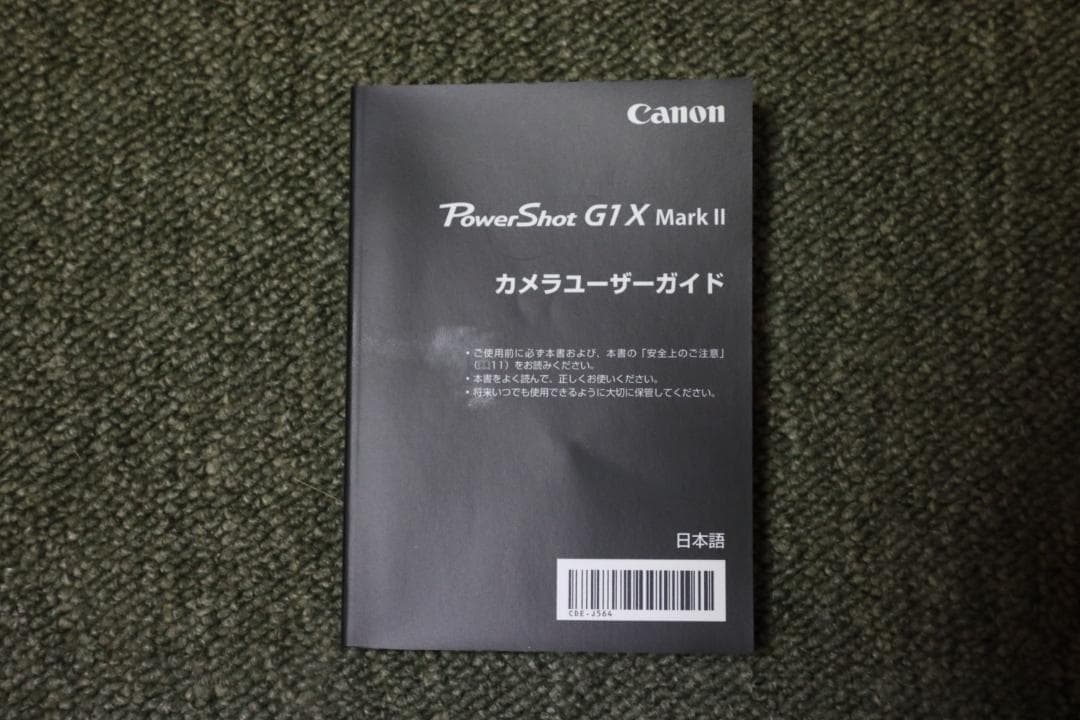 Canon
PowerShot G1X Mark II
カメラユーザーガイド
• ご使用前に必ず本書および、本書の「安全上のご注意」
（📖11）をお読みください。
• 本書をよく読んで、正しくお使いください。
• 将来いつでも使用できるように大切に保管してください。
日本語
CDE-J564